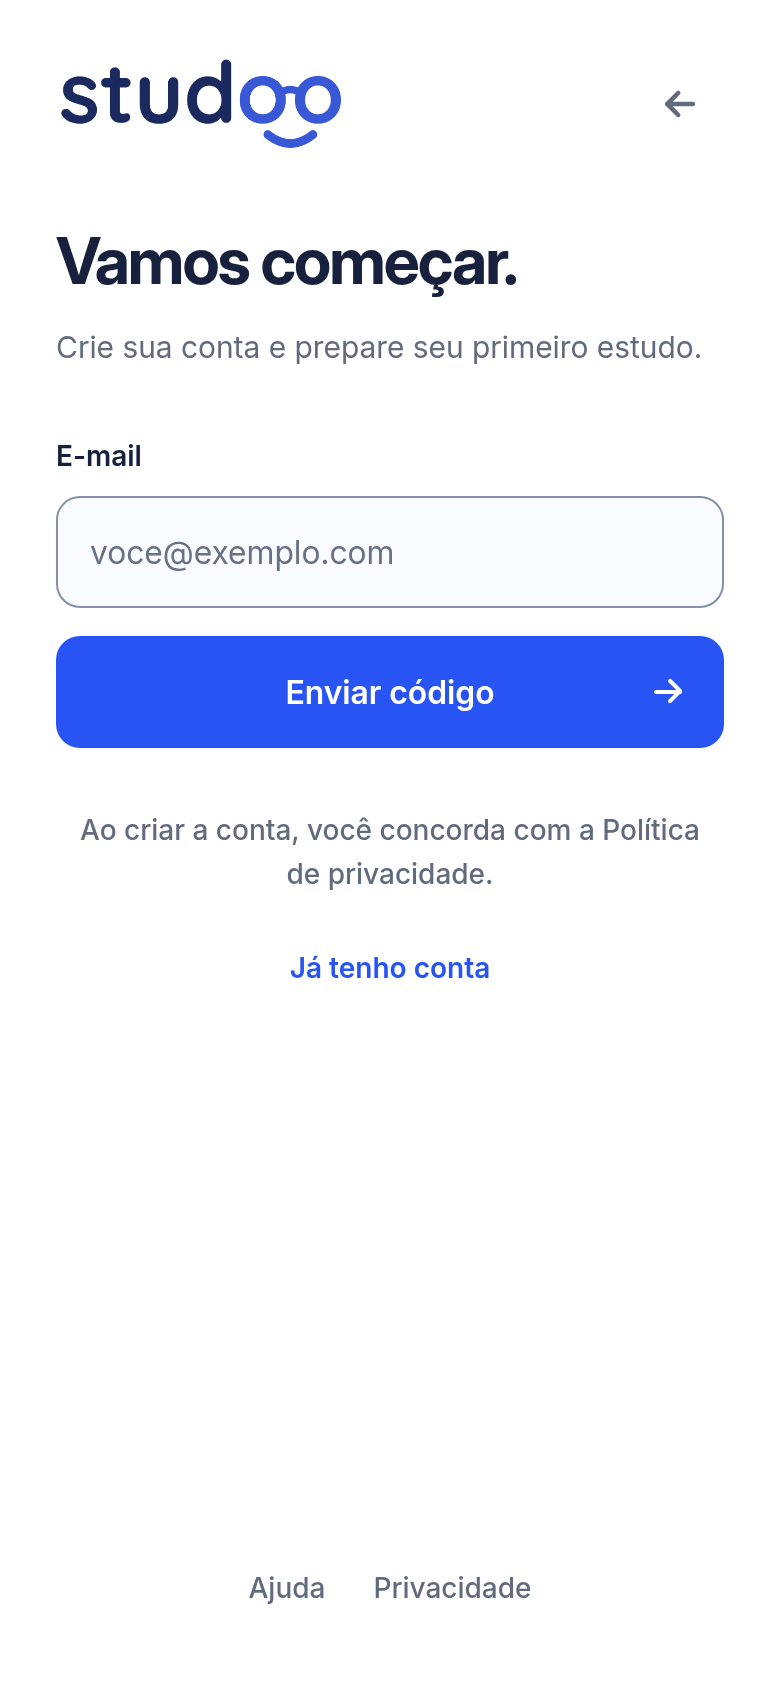 studoo
Vamos começar.
Crie sua conta e prepare seu primeiro estudo.
E-mail
voce@exemplo.com
Enviar código
Ao criar a conta, você concorda com a Política
de privacidade.
Já tenho conta
Ajuda Privacidade